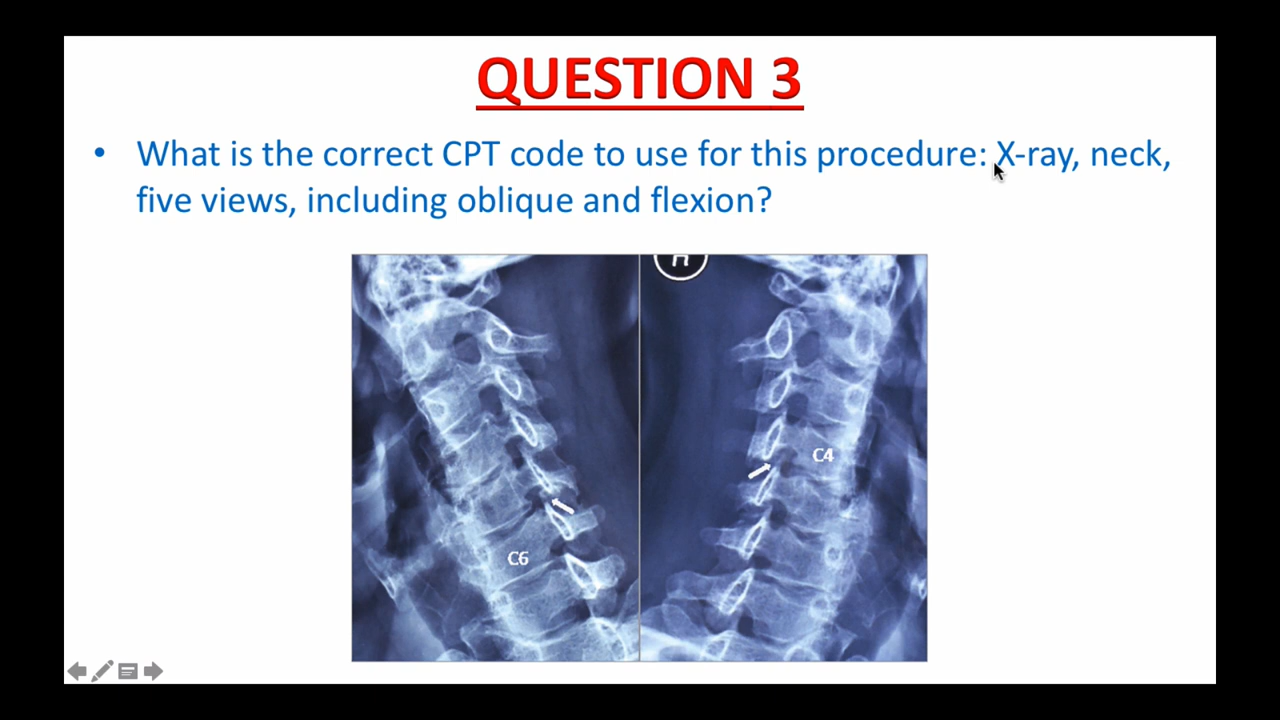 QUESTION 3
• What is the correct CPT code to use for this procedure: X-ray, neck,
five views, including oblique and flexion?
C4
C6